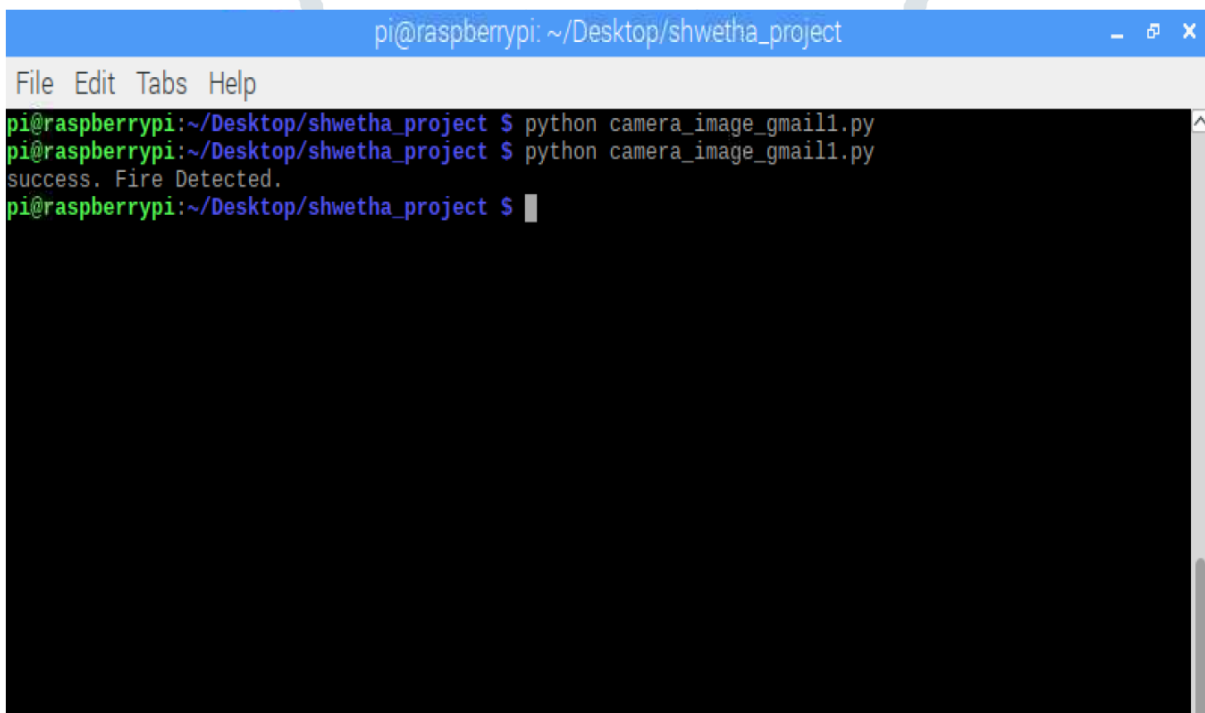 pi@raspberrypi: ~/Desktop/shwetha_project
File Edit Tabs Help
pi@raspberrypi:~/Desktop/shwetha_project $ python camera_image_gmail1.py
pi@raspberrypi:~/Desktop/shwetha_project $ python camera_image_gmail1.py
success. Fire Detected.
pi@raspberrypi:~/Desktop/shwetha_project $